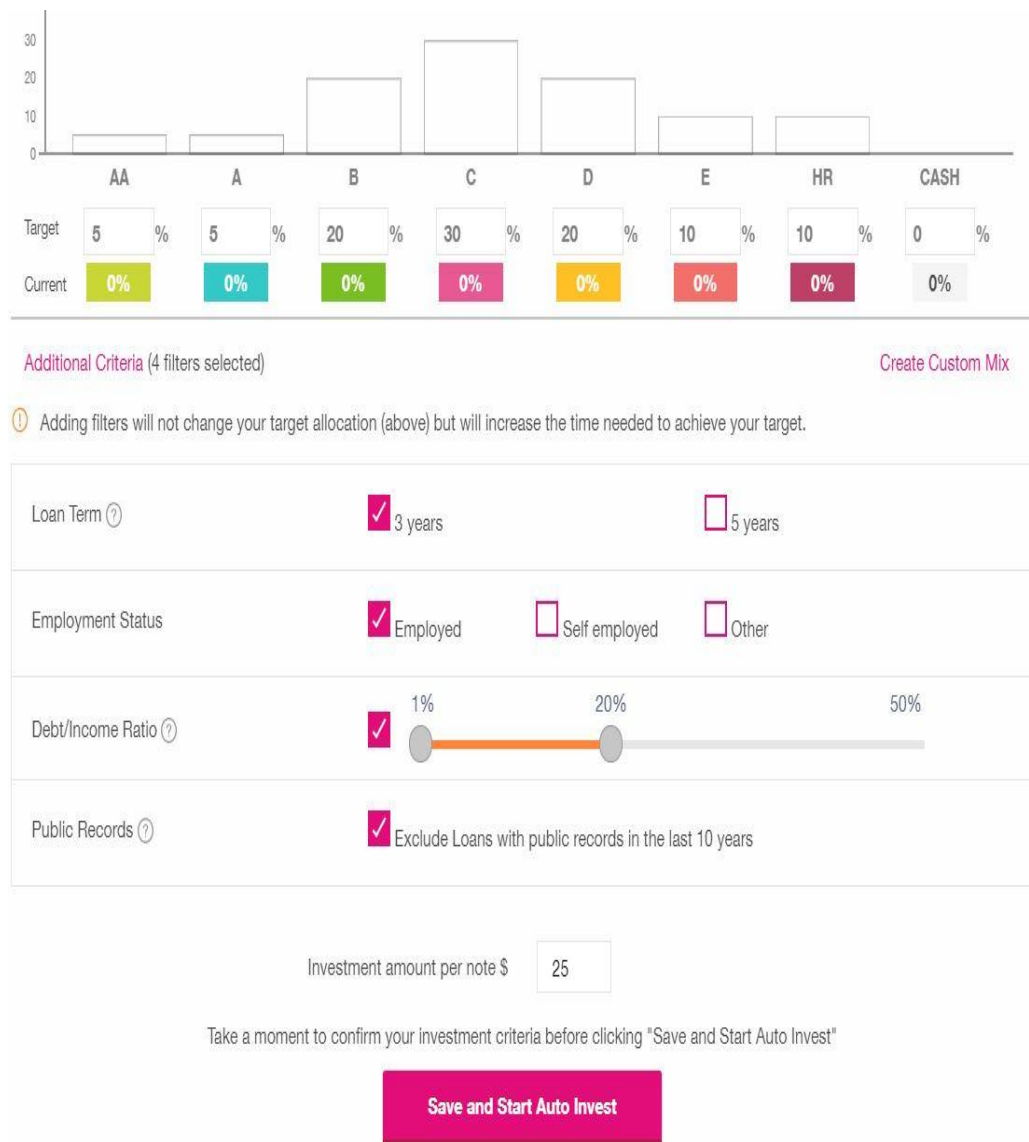 30
20
10
0
AA A B C D E HR CASH
Target 5 % 5 % 20 % 30 % 20 % 10 % 10 % 0 %
Current 0% 0% 0% 0% 0% 0% 0% 0%
Additional Criteria (4 filters selected) Create Custom Mix
! Adding filters will not change your target allocation (above) but will increase the time needed to achieve your target.
Loan Term ? 3 years 5 years
Employment Status Employed Self employed Other
1% 20% 50%
Debt/Income Ratio ?
Public Records ? Exclude Loans with public records in the last 10 years
Investment amount per note $ 25
Take a moment to confirm your investment criteria before clicking "Save and Start Auto Invest"
Save and Start Auto Invest